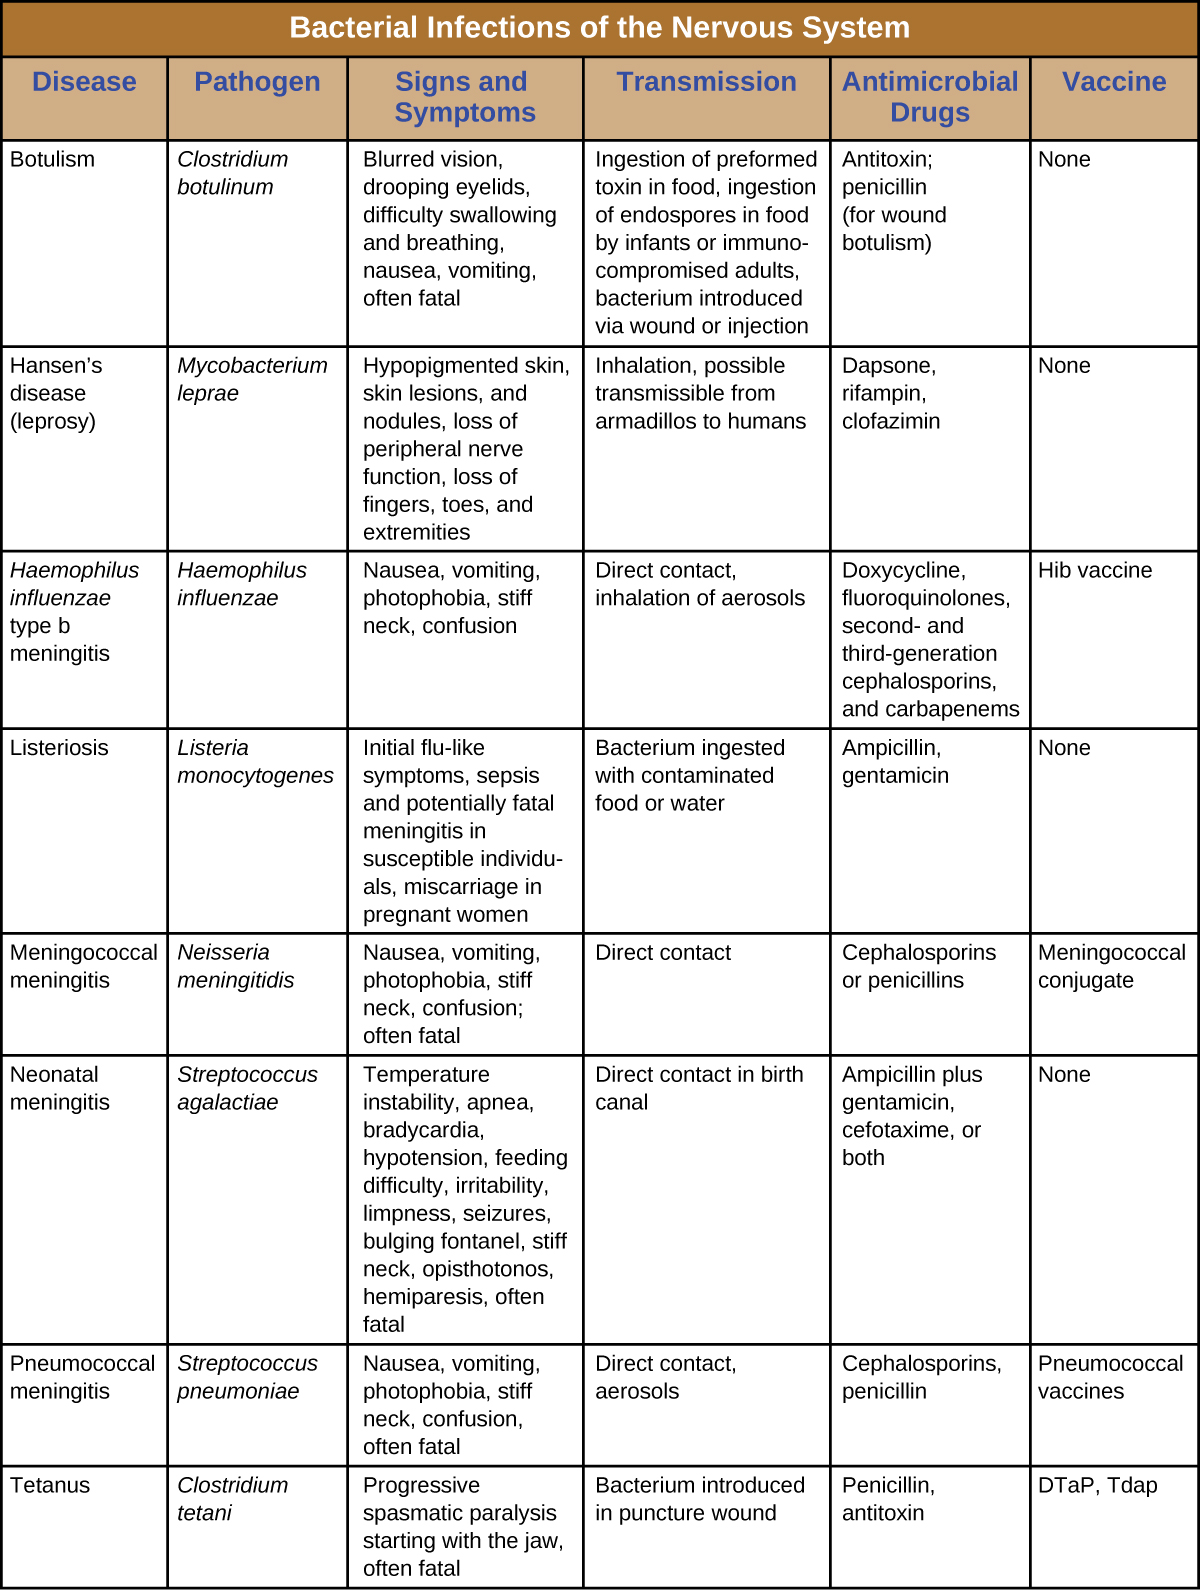 Bacterial Infections of the Nervous System
Disease
Pathogen
Signs and
Symptoms
Transmission
Antimicrobial
Drugs
Vaccine
Botulism
Clostridium
botulinum
Blurred vision,
drooping eyelids,
difficulty swallowing
and breathing,
nausea, vomiting,
often fatal
Ingestion of preformed
toxin in food, ingestion
of endospores in food
by infants or immuno-
compromised adults,
bacterium introduced
via wound or injection
Antitoxin;
penicillin
(for wound
botulism)
None
Hansen’s
disease
(leprosy)
Mycobacterium
leprae
Hypopigmented skin,
skin lesions, and
nodules, loss of
peripheral nerve
function, loss of
fingers, toes, and
extremities
Inhalation, possible
transmissible from
armadillos to humans
Dapsone,
rifampin,
clofazimin
None
Haemophilus
influenzae
type b
meningitis
Haemophilus
influenzae
Nausea, vomiting,
photophobia, stiff
neck, confusion
Direct contact,
inhalation of aerosols
Doxycycline,
fluoroquinolones,
second- and
third-generation
cephalosporins,
and carbapenems
Hib vaccine
Listeriosis
Listeria
monocytogenes
Initial flu-like
symptoms, sepsis
and potentially fatal
meningitis in
susceptible individu-
als, miscarriage in
pregnant women
Bacterium ingested
with contaminated
food or water
Ampicillin,
gentamicin
None
Meningococcal
meningitis
Neisseria
meningitidis
Nausea, vomiting,
photophobia, stiff
neck, confusion;
often fatal
Direct contact
Cephalosporins
or penicillins
Meningococcal
conjugate
Neonatal
meningitis
Streptococcus
agalactiae
Temperature
instability, apnea,
bradycardia,
hypotension, feeding
difficulty, irritability,
limpness, seizures,
bulging fontanel, stiff
neck, opisthotonos,
hemiparesis, often
fatal
Direct contact in birth
canal
Ampicillin plus
gentamicin,
cefotaxime, or
both
None
Pneumococcal
meningitis
Streptococcus
pneumoniae
Nausea, vomiting,
photophobia, stiff
neck, confusion,
often fatal
Direct contact,
aerosols
Cephalosporins,
penicillin
Pneumococcal
vaccines
Tetanus
Clostridium
tetani
Progressive
spasmatic paralysis
starting with the jaw,
often fatal
Bacterium introduced
in puncture wound
Penicillin,
antitoxin
DTaP, Tdap